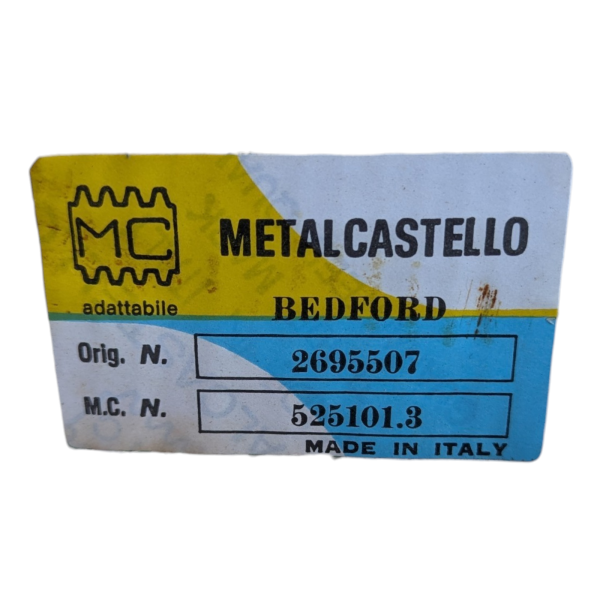 MC
METALCASTELLO
adattabile
BEDFORD
Orig. N. 2695507
M.C. N. 525101.3
MADE IN ITALY